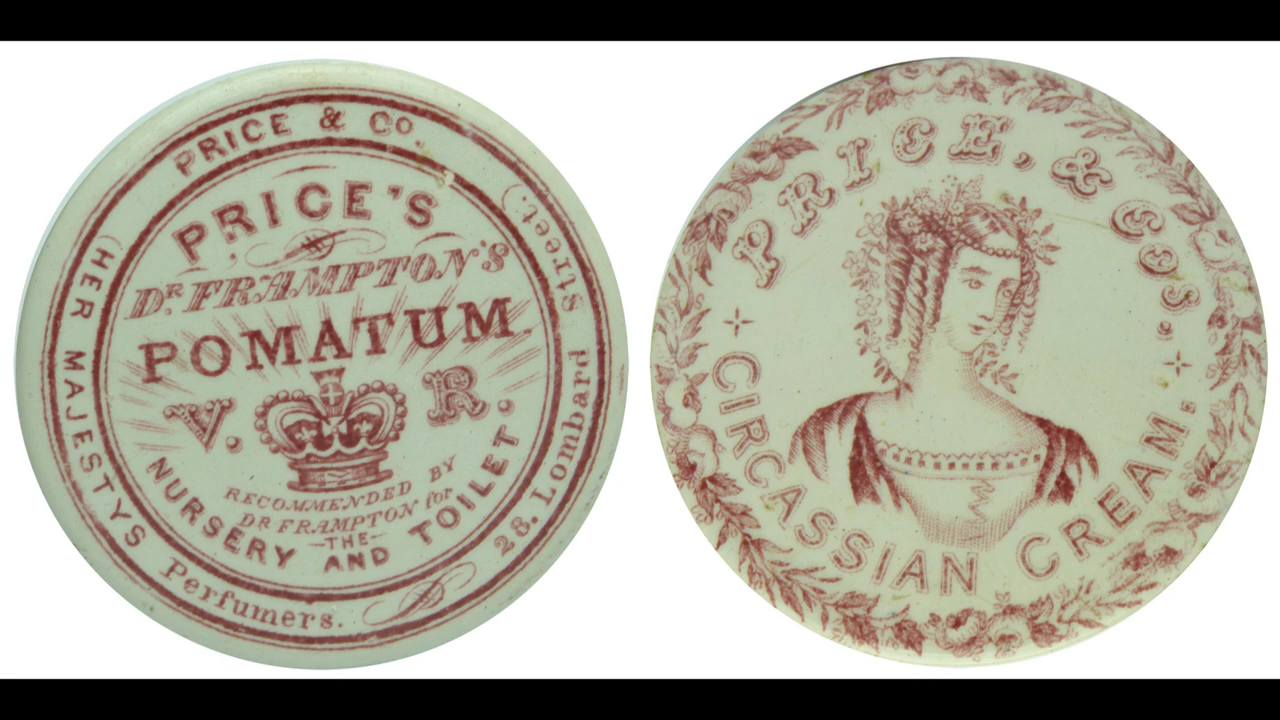 PRICE & Co.
(HER MAJESTYS Perfumers.
28. Lombard Street.)
PRICE'S
Dr. FRAMPTON'S
POMATUM
V. R.
RECOMMENDED BY
DR FRAMPTON for
THE
NURSERY AND TOILET.
PRICE, & COS.
CIRCASSIAN CREAM.